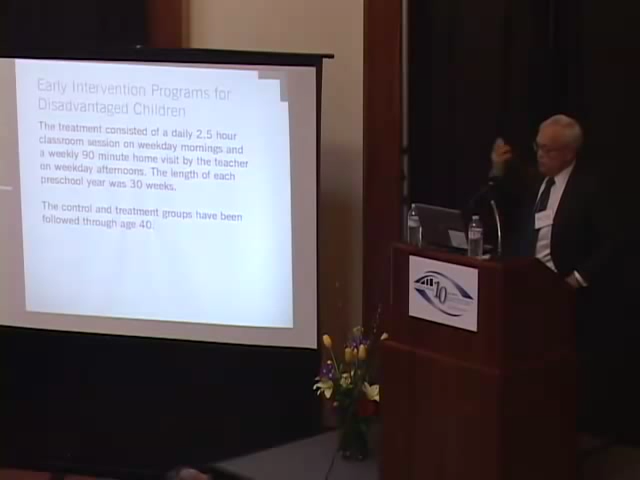 Early Intervention Programs for
Disadvantaged Children
The treatment consisted of a daily 2.5 hour
classroom session on weekday mornings and
a weekly 90 minute home visit by the teacher
on weekday afternoons. The length of each
preschool year was 30 weeks.
The control and treatment groups have been
followed through age 40.
10